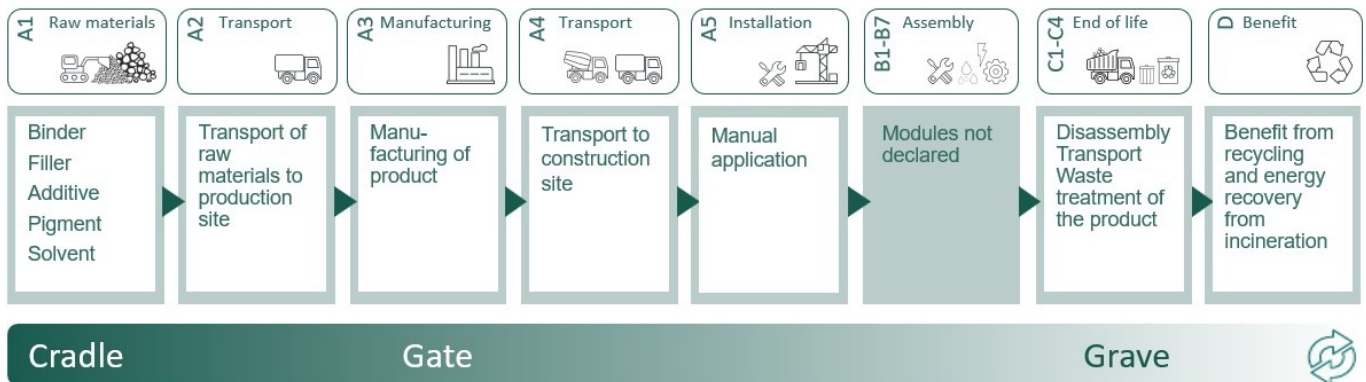 A1 Raw materials
A2 Transport
A3 Manufacturing
A4 Transport
A5 Installation
B1-B7 Assembly
C1-C4 End of life
D Benefit
Binder
Filler
Additive
Pigment
Solvent
Transport of
raw
materials to
production
site
Manu-
facturing of
product
Transport to
construction
site
Manual
application
Modules not
declared
Disassembly
Transport
Waste
treatment of
the product
Benefit from
recycling
and energy
recovery
from
incineration
Cradle
Gate
Grave